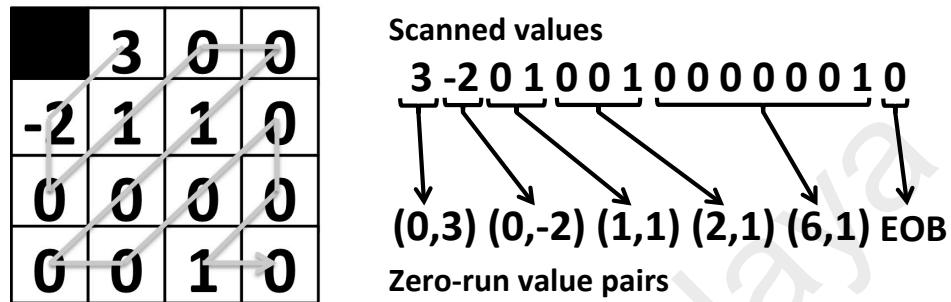 3 0 0
-2 1 1 0
0 0 0 0
0 0 1 0
Scanned values
3 -2 0 1 0 0 1 0 0 0 0 0 0 1 0
(0,3) (0,-2) (1,1) (2,1) (6,1) EOB
Zero-run value pairs